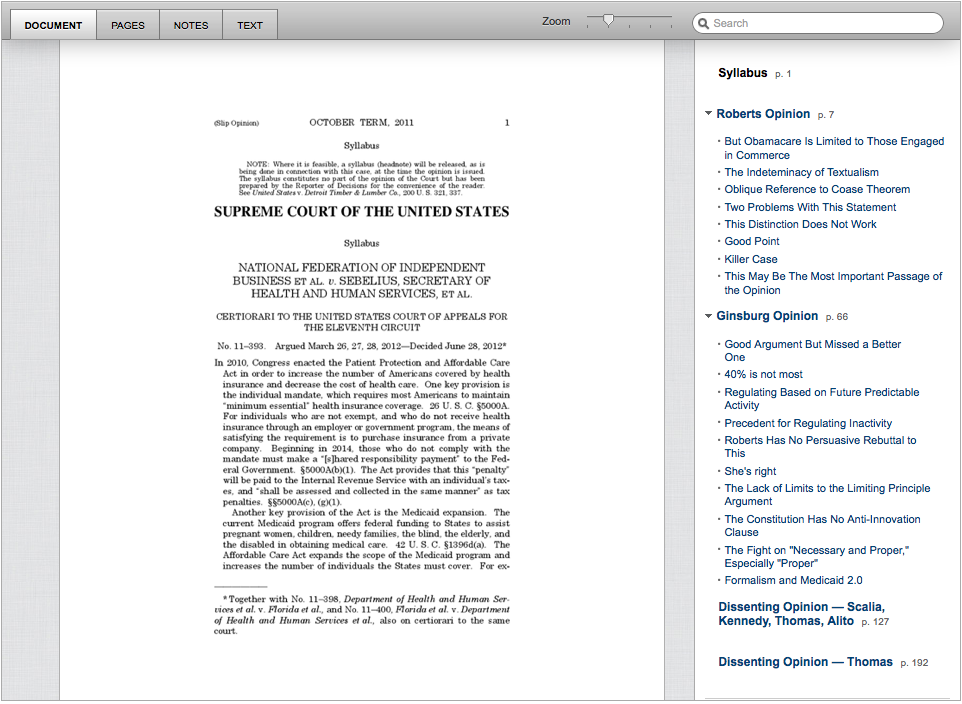 DOCUMENT PAGES NOTES TEXT Zoom Search
(Slip Opinion) OCTOBER TERM, 2011 1
Syllabus
NOTE: Where it is feasible, a syllabus (headnote) will be released, as is
being done in connection with this case, at the time the opinion is issued.
The syllabus constitutes no part of the opinion of the Court but has been
prepared by the Reporter of Decisions for the convenience of the reader.
See United States v. Detroit Timber & Lumber Co., 200 U. S. 321, 337.
SUPREME COURT OF THE UNITED STATES
Syllabus
NATIONAL FEDERATION OF INDEPENDENT
BUSINESS ET AL. v. SEBELIUS, SECRETARY OF
HEALTH AND HUMAN SERVICES, ET AL.
CERTIORARI TO THE UNITED STATES COURT OF APPEALS FOR
THE ELEVENTH CIRCUIT
No. 11–393. Argued March 26, 27, 28, 2012—Decided June 28, 2012*
In 2010, Congress enacted the Patient Protection and Affordable Care
Act in order to increase the number of Americans covered by health
insurance and decrease the cost of health care. One key provision is
the individual mandate, which requires most Americans to maintain
“minimum essential” health insurance coverage. 26 U. S. C. §5000A.
For individuals who are not exempt, and who do not receive health
insurance through an employer or government program, the means of
satisfying the requirement is to purchase insurance from a private
company. Beginning in 2014, those who do not comply with the
mandate must make a “[s]hared responsibility payment” to the Fed-
eral Government. §5000A(b)(1). The Act provides that this “penalty”
will be paid to the Internal Revenue Service with an individual’s tax-
es, and “shall be assessed and collected in the same manner” as tax
penalties. §§5000A(c), (g)(1).
Another key provision of the Act is the Medicaid expansion. The
current Medicaid program offers federal funding to States to assist
pregnant women, children, needy families, the blind, the elderly, and
the disabled in obtaining medical care. 42 U. S. C. §1396d(a). The
Affordable Care Act expands the scope of the Medicaid program and
increases the number of individuals the States must cover. For ex-
*Together with No. 11–398, Department of Health and Human Ser-
vices et al. v. Florida et al., and No. 11–400, Florida et al. v. Department
of Health and Human Services et al., also on certiorari to the same
court.
Syllabus p. 1
Roberts Opinion p. 7
· But Obamacare Is Limited to Those Engaged
in Commerce
· The Indeterminacy of Textualism
· Oblique Reference to Coase Theorem
· Two Problems With This Statement
· This Distinction Does Not Work
· Good Point
· Killer Case
· This May Be The Most Important Passage of
the Opinion
Ginsburg Opinion p. 66
· Good Argument But Missed a Better
One
· 40% is not most
· Regulating Based on Future Predictable
Activity
· Precedent for Regulating Inactivity
· Roberts Has No Persuasive Rebuttal to
This
· She's right
· The Lack of Limits to the Limiting Principle
Argument
· The Constitution Has No Anti-Innovation
Clause
· The Fight on "Necessary and Proper,"
Especially "Proper"
· Formalism and Medicaid 2.0
Dissenting Opinion — Scalia,
Kennedy, Thomas, Alito p. 127
Dissenting Opinion — Thomas p. 192